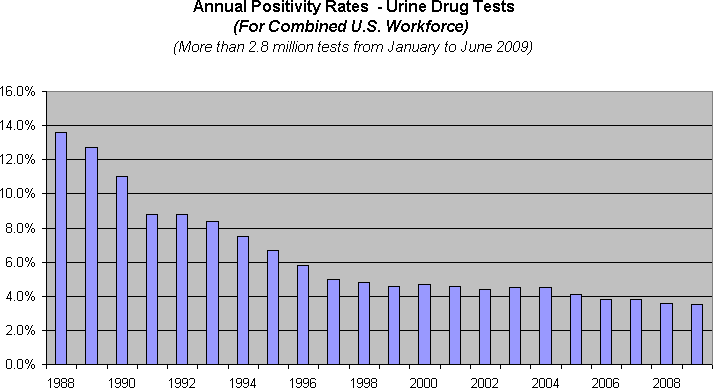 Annual Positivity Rates - Urine Drug Tests
(For Combined U.S. Workforce)
(More than 2.8 million tests from January to June 2009)
16.0%
14.0%
12.0%
10.0%
8.0%
6.0%
4.0%
2.0%
0.0%
1988 1990 1992 1994 1996 1998 2000 2002 2004 2006 2008